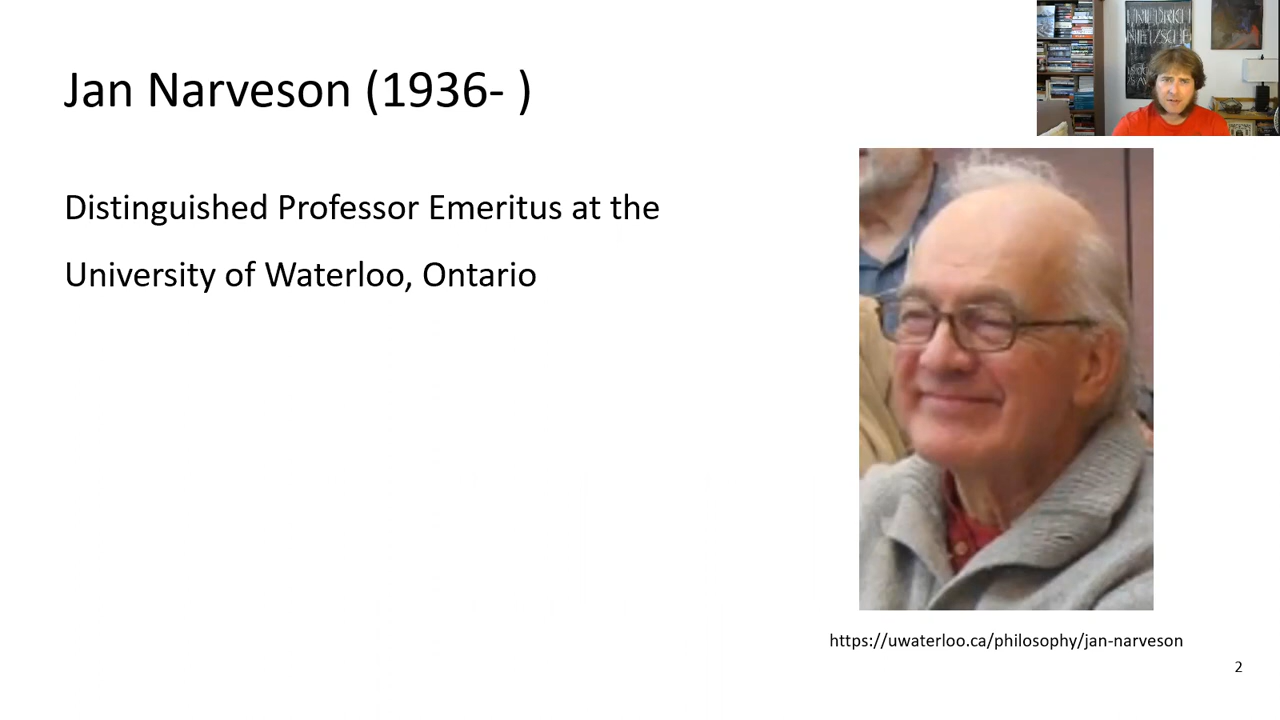 Jan Narveson (1936- )
Distinguished Professor Emeritus at the
University of Waterloo, Ontario
https://uwaterloo.ca/philosophy/jan-narveson
2